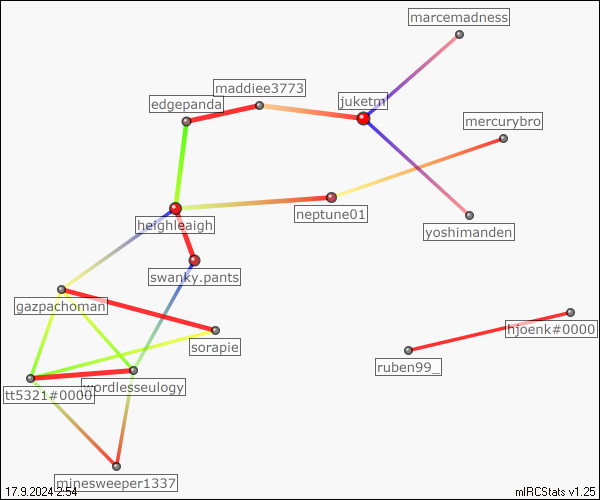 marcemadness
maddiee3773
juketm
edgepanda
mercurybro
heighleaigh
neptune01
yoshimanden
swanky.pants
gazpachoman
hjoenk#0000
sorapie
ruben99_
wordlesseulogy
tt5321#0000
minesweeper1337
17.9.2024 2:54
mIRCStats v1.25